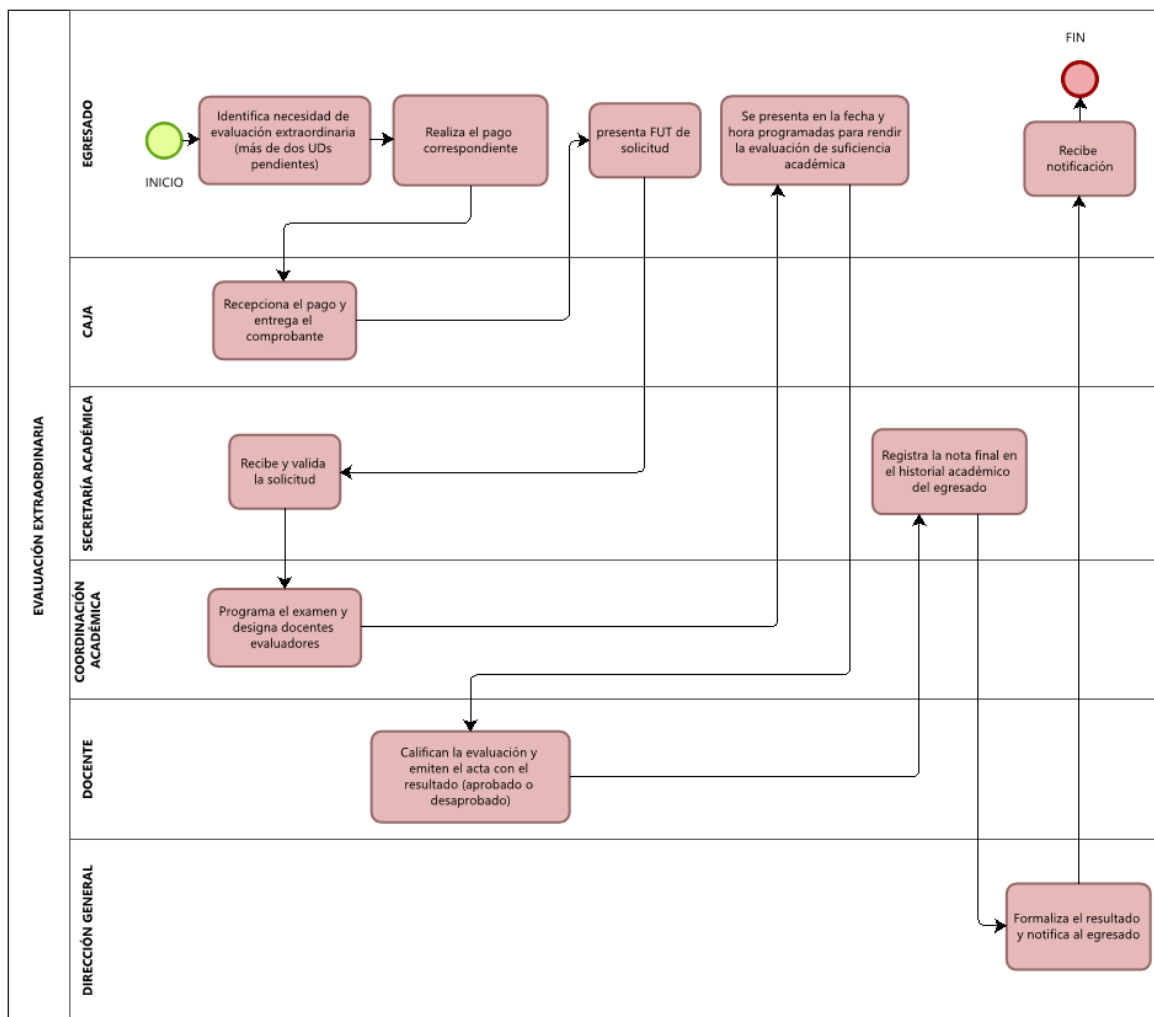 EVALUACIÓN EXTRAORDINARIA
EGRESADO
INICIO
Identifica necesidad de
evaluación extraordinaria
(más de dos UDs
pendientes)
Realiza el pago
correspondiente
presenta FUT de
solicitud
Se presenta en la fecha y
hora programadas para rendir
la evaluación de suficiencia
académica
FIN
Recibe
notificación
CAJA
Recepciona el pago y
entrega el
comprobante
SECRETARÍA ACADÉMICA
Recibe y valida
la solicitud
Registra la nota final en
el historial académico
del egresado
COORDINACIÓN
ACADÉMICA
Programa el examen y
designa docentes
evaluadores
DOCENTE
Califican la evaluación y
emiten el acta con el
resultado (aprobado o
desaprobado)
DIRECCIÓN GENERAL
Formaliza el resultado
y notifica al egresado